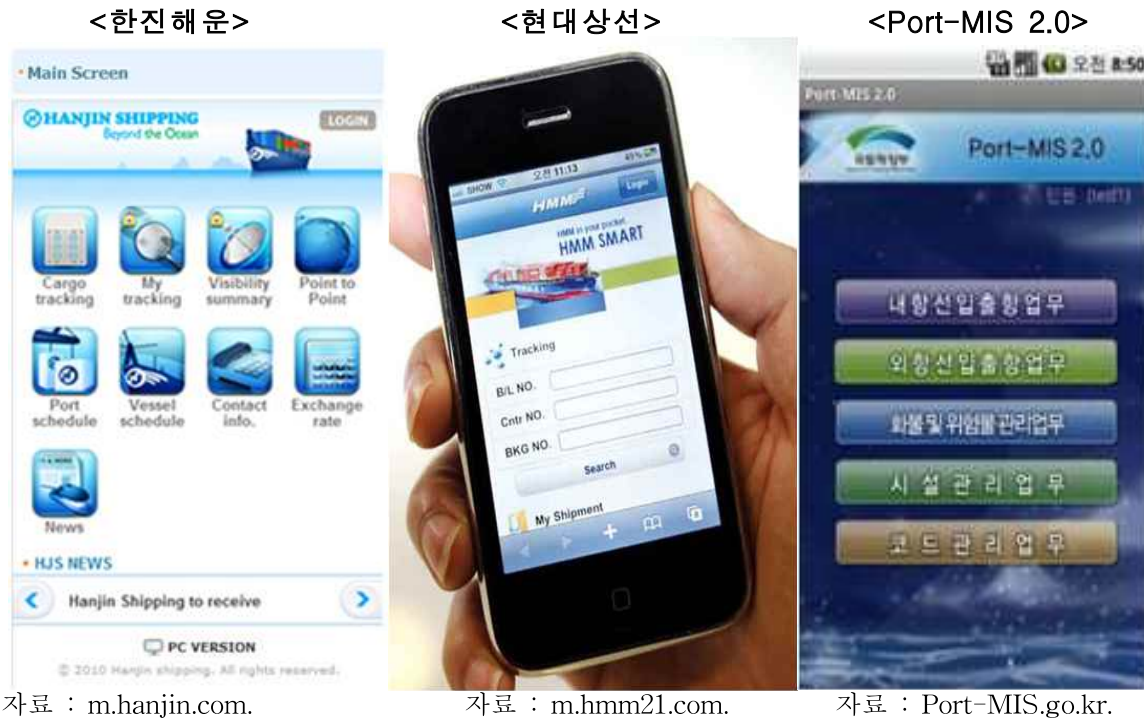 <한진해운>
<현대상선>
<Port-MIS 2.0>
• Main Screen
HANJIN SHIPPING
Beyond the Ocean
LOGIN
Cargo tracking
My tracking
Visibility summary
Point to Point
Port schedule
Vessel schedule
Contact info.
Exchange rate
News
• HJS NEWS
Hanjin Shipping to receive
PC VERSION
© 2010 Hanjin shipping. All rights reserved.
SHOW
오전 11:13
HMM
Login
HMM in your pocket
HMM SMART
Tracking
B/L NO.
Cntr NO.
BKG NO.
Search
My Shipment
오전 8:50
Port-MIS 2.0
국토해양부
Port-MIS 2.0
(test1)
내항선입출항업무
외항선입출항업무
화물및위험물관리업무
시설관리업무
코드관리업무
자료 : m.hanjin.com.
자료 : m.hmm21.com.
자료 : Port-MIS.go.kr.